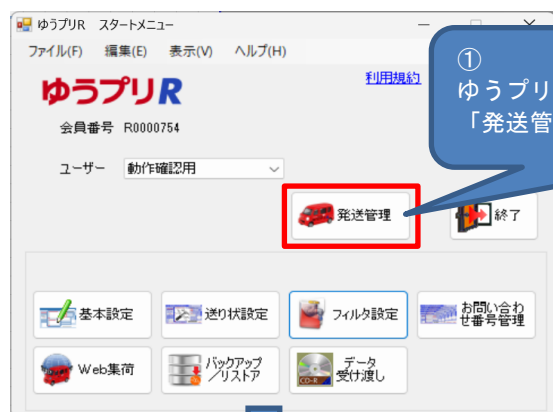 ゆうプリR スタートメニュー
ファイル(F) 編集(E) 表示(V) ヘルプ(H)
ゆうプリR
利用規約
①
ゆうプリ
「発送管
会員番号 R0000754
ユーザー 動作確認用
発送管理
終了
基本設定
送り状設定
フィルタ設定
お問い合わ
せ番号管理
Web集荷
バックアップ
／リストア
CD-R
データ
受け渡し